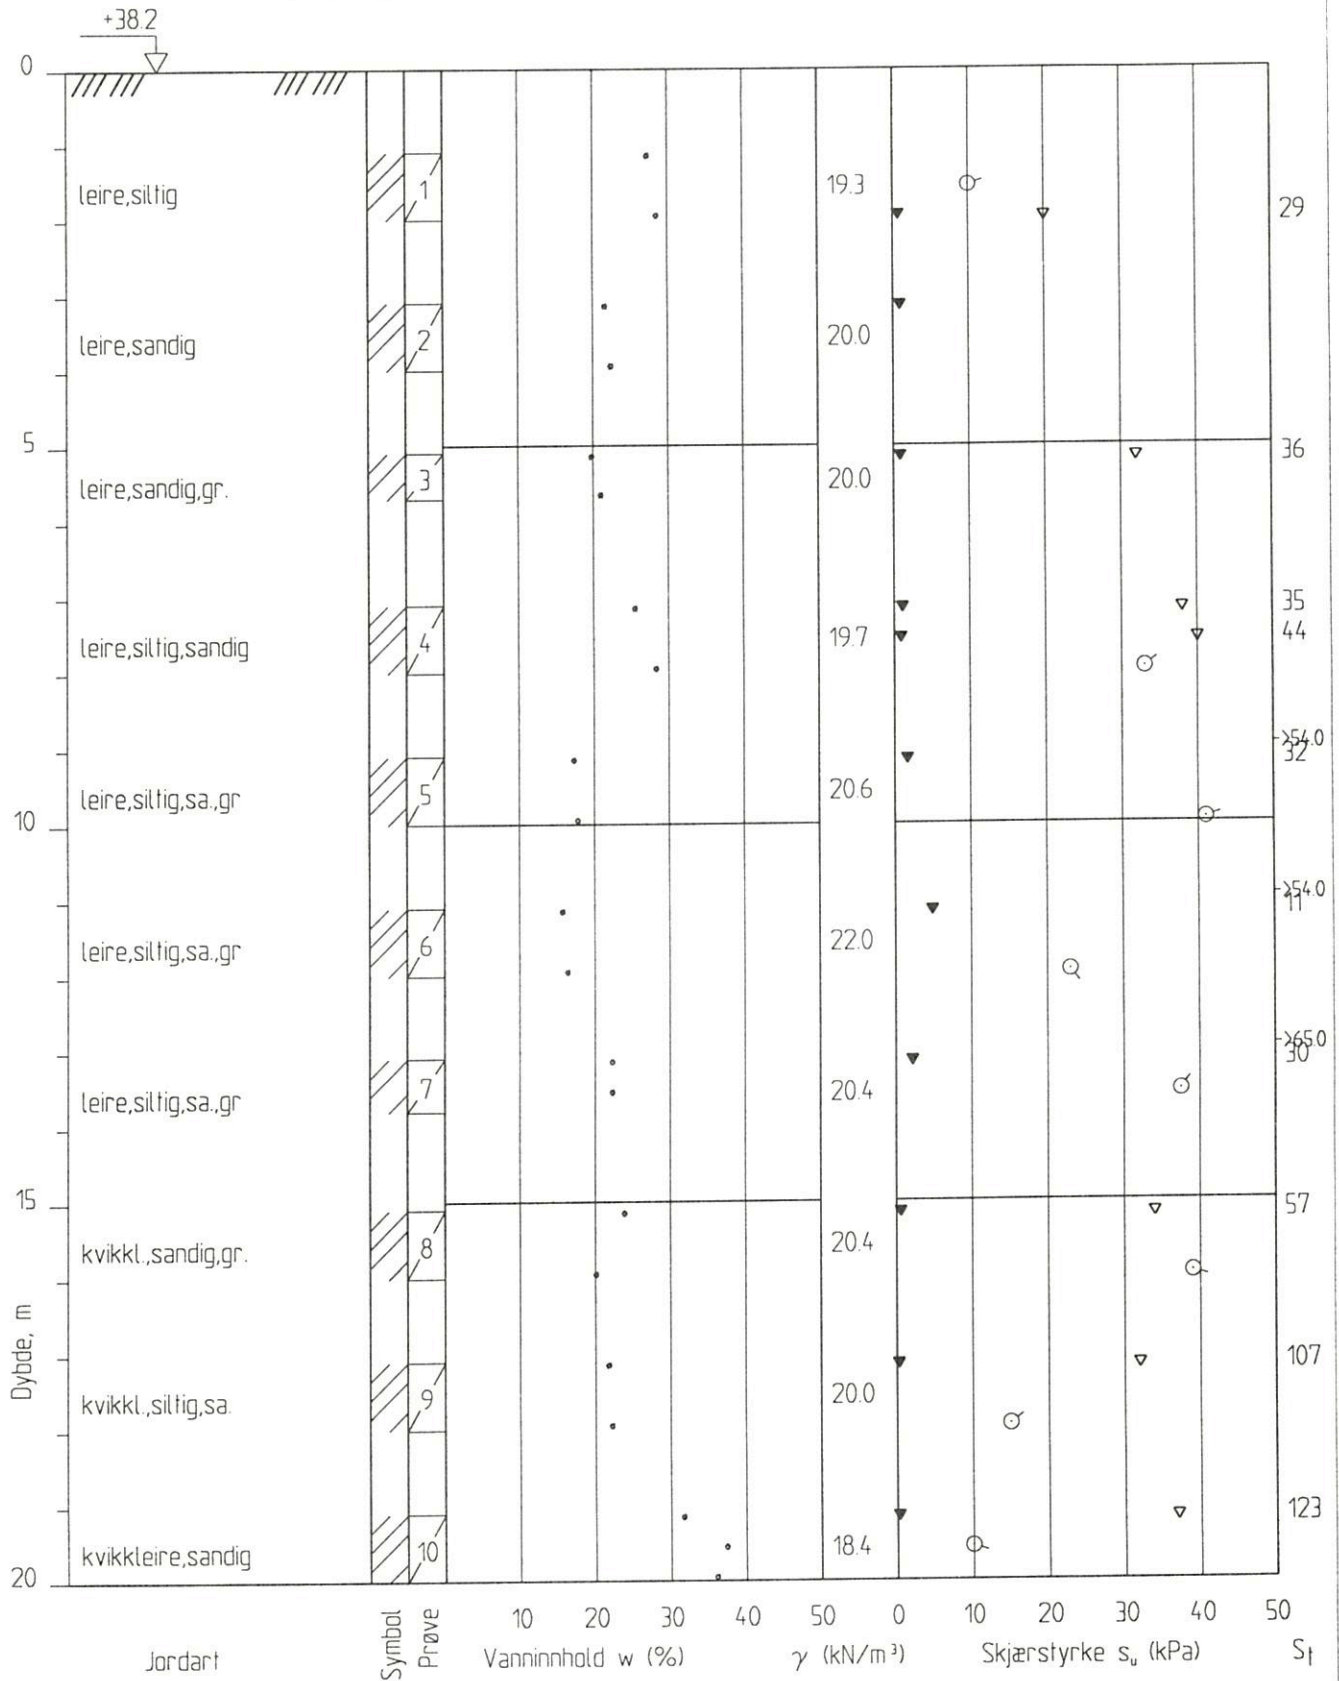 +38.2
0
leire,siltig
1
19.3
29
leire,sandig
2
20.0
5
36
leire,sandig,gr.
3
20.0
35
leire,siltig,sandig
4
19.7
44
>54.0
32
leire,siltig,sa.,gr
5
20.6
10
>54.0
11
leire,siltig,sa.,gr
6
22.0
>65.0
30
leire,siltig,sa.,gr
7
20.4
15
57
kvikkl.,sandig,gr.
8
20.4
107
kvikkl.,siltig,sa.
9
20.0
123
kvikkleire,sandig
10
18.4
20
Dybde, m
10 20 30 40 50 0 10 20 30 40 50
Jordart
Symbol
Prøve
Vanninnhold w (%)
γ (kN/m³)
Skjærstyrke sᵤ (kPa)
Sₜ